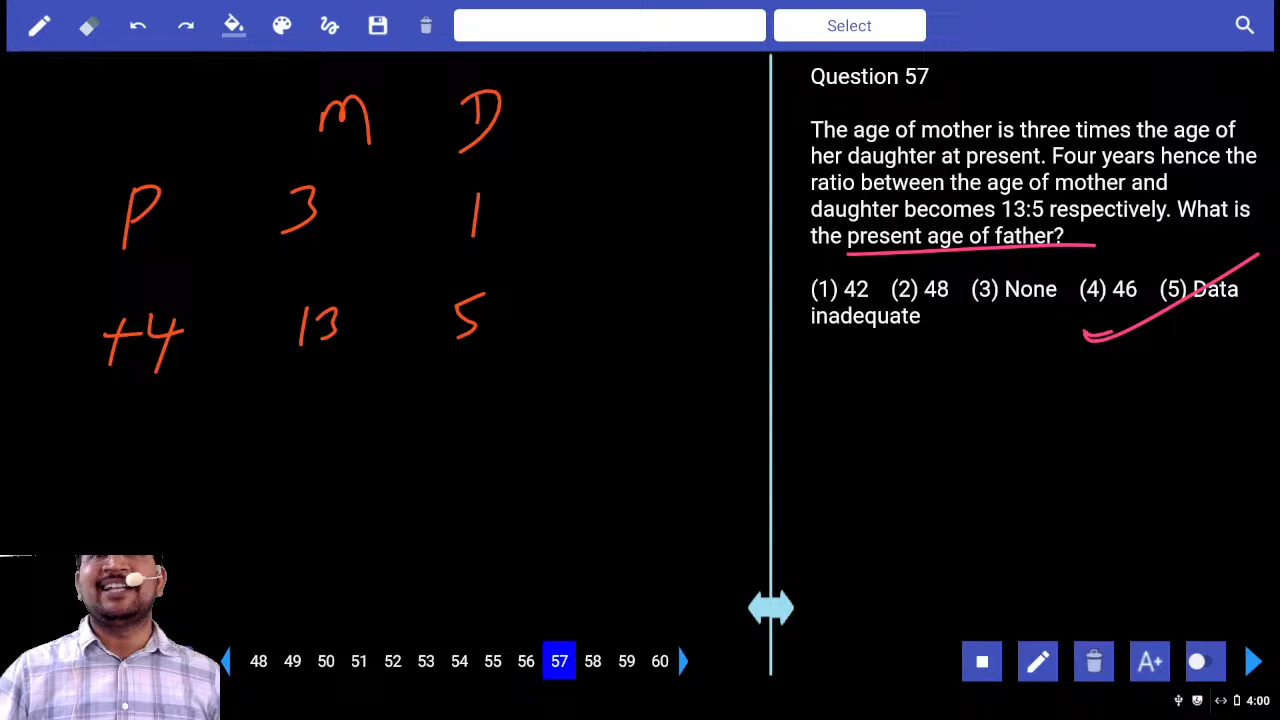 Select
Question 57
The age of mother is three times the age of
her daughter at present. Four years hence the
ratio between the age of mother and
daughter becomes 13:5 respectively. What is
the present age of father?
(1) 42 (2) 48 (3) None (4) 46 (5) Data
inadequate
M D
P 3 1
+4 13 5
48 49 50 51 52 53 54 55 56 57 58 59 60
A+
4:00